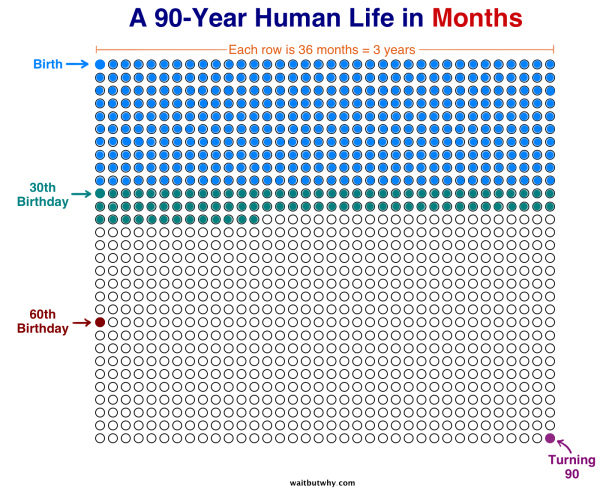 A 90-Year Human Life in Months
Each row is 36 months = 3 years
Birth
30th
Birthday
60th
Birthday
Turning
90
waitbutwhy.com